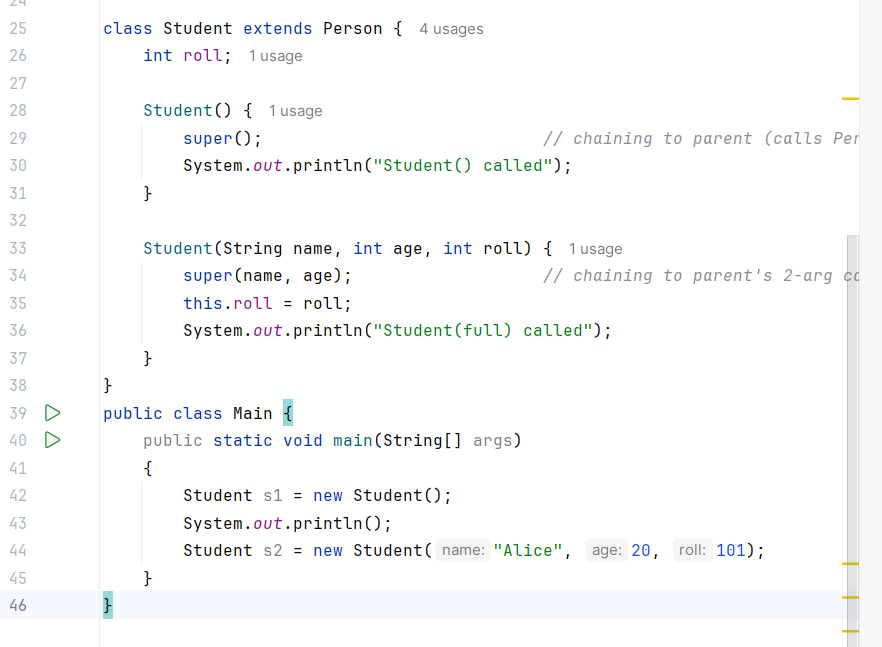 24
25 class Student extends Person { 4 usages
26 int roll; 1 usage
27
28 Student() { 1 usage
29 super(); // chaining to parent (calls
30 System.out.println("Student() called");
31 }
32
33 Student(String name, int age, int roll) { 1 usage
34 super(name, age); // chaining to parent's 2-arg
35 this.roll = roll;
36 System.out.println("Student(full) called");
37 }
38 }
39 public class Main {
40 public static void main(String[] args)
41 {
42 Student s1 = new Student();
43 System.out.println();
44 Student s2 = new Student( name: "Alice", age: 20, roll: 101);
45 }
46 }